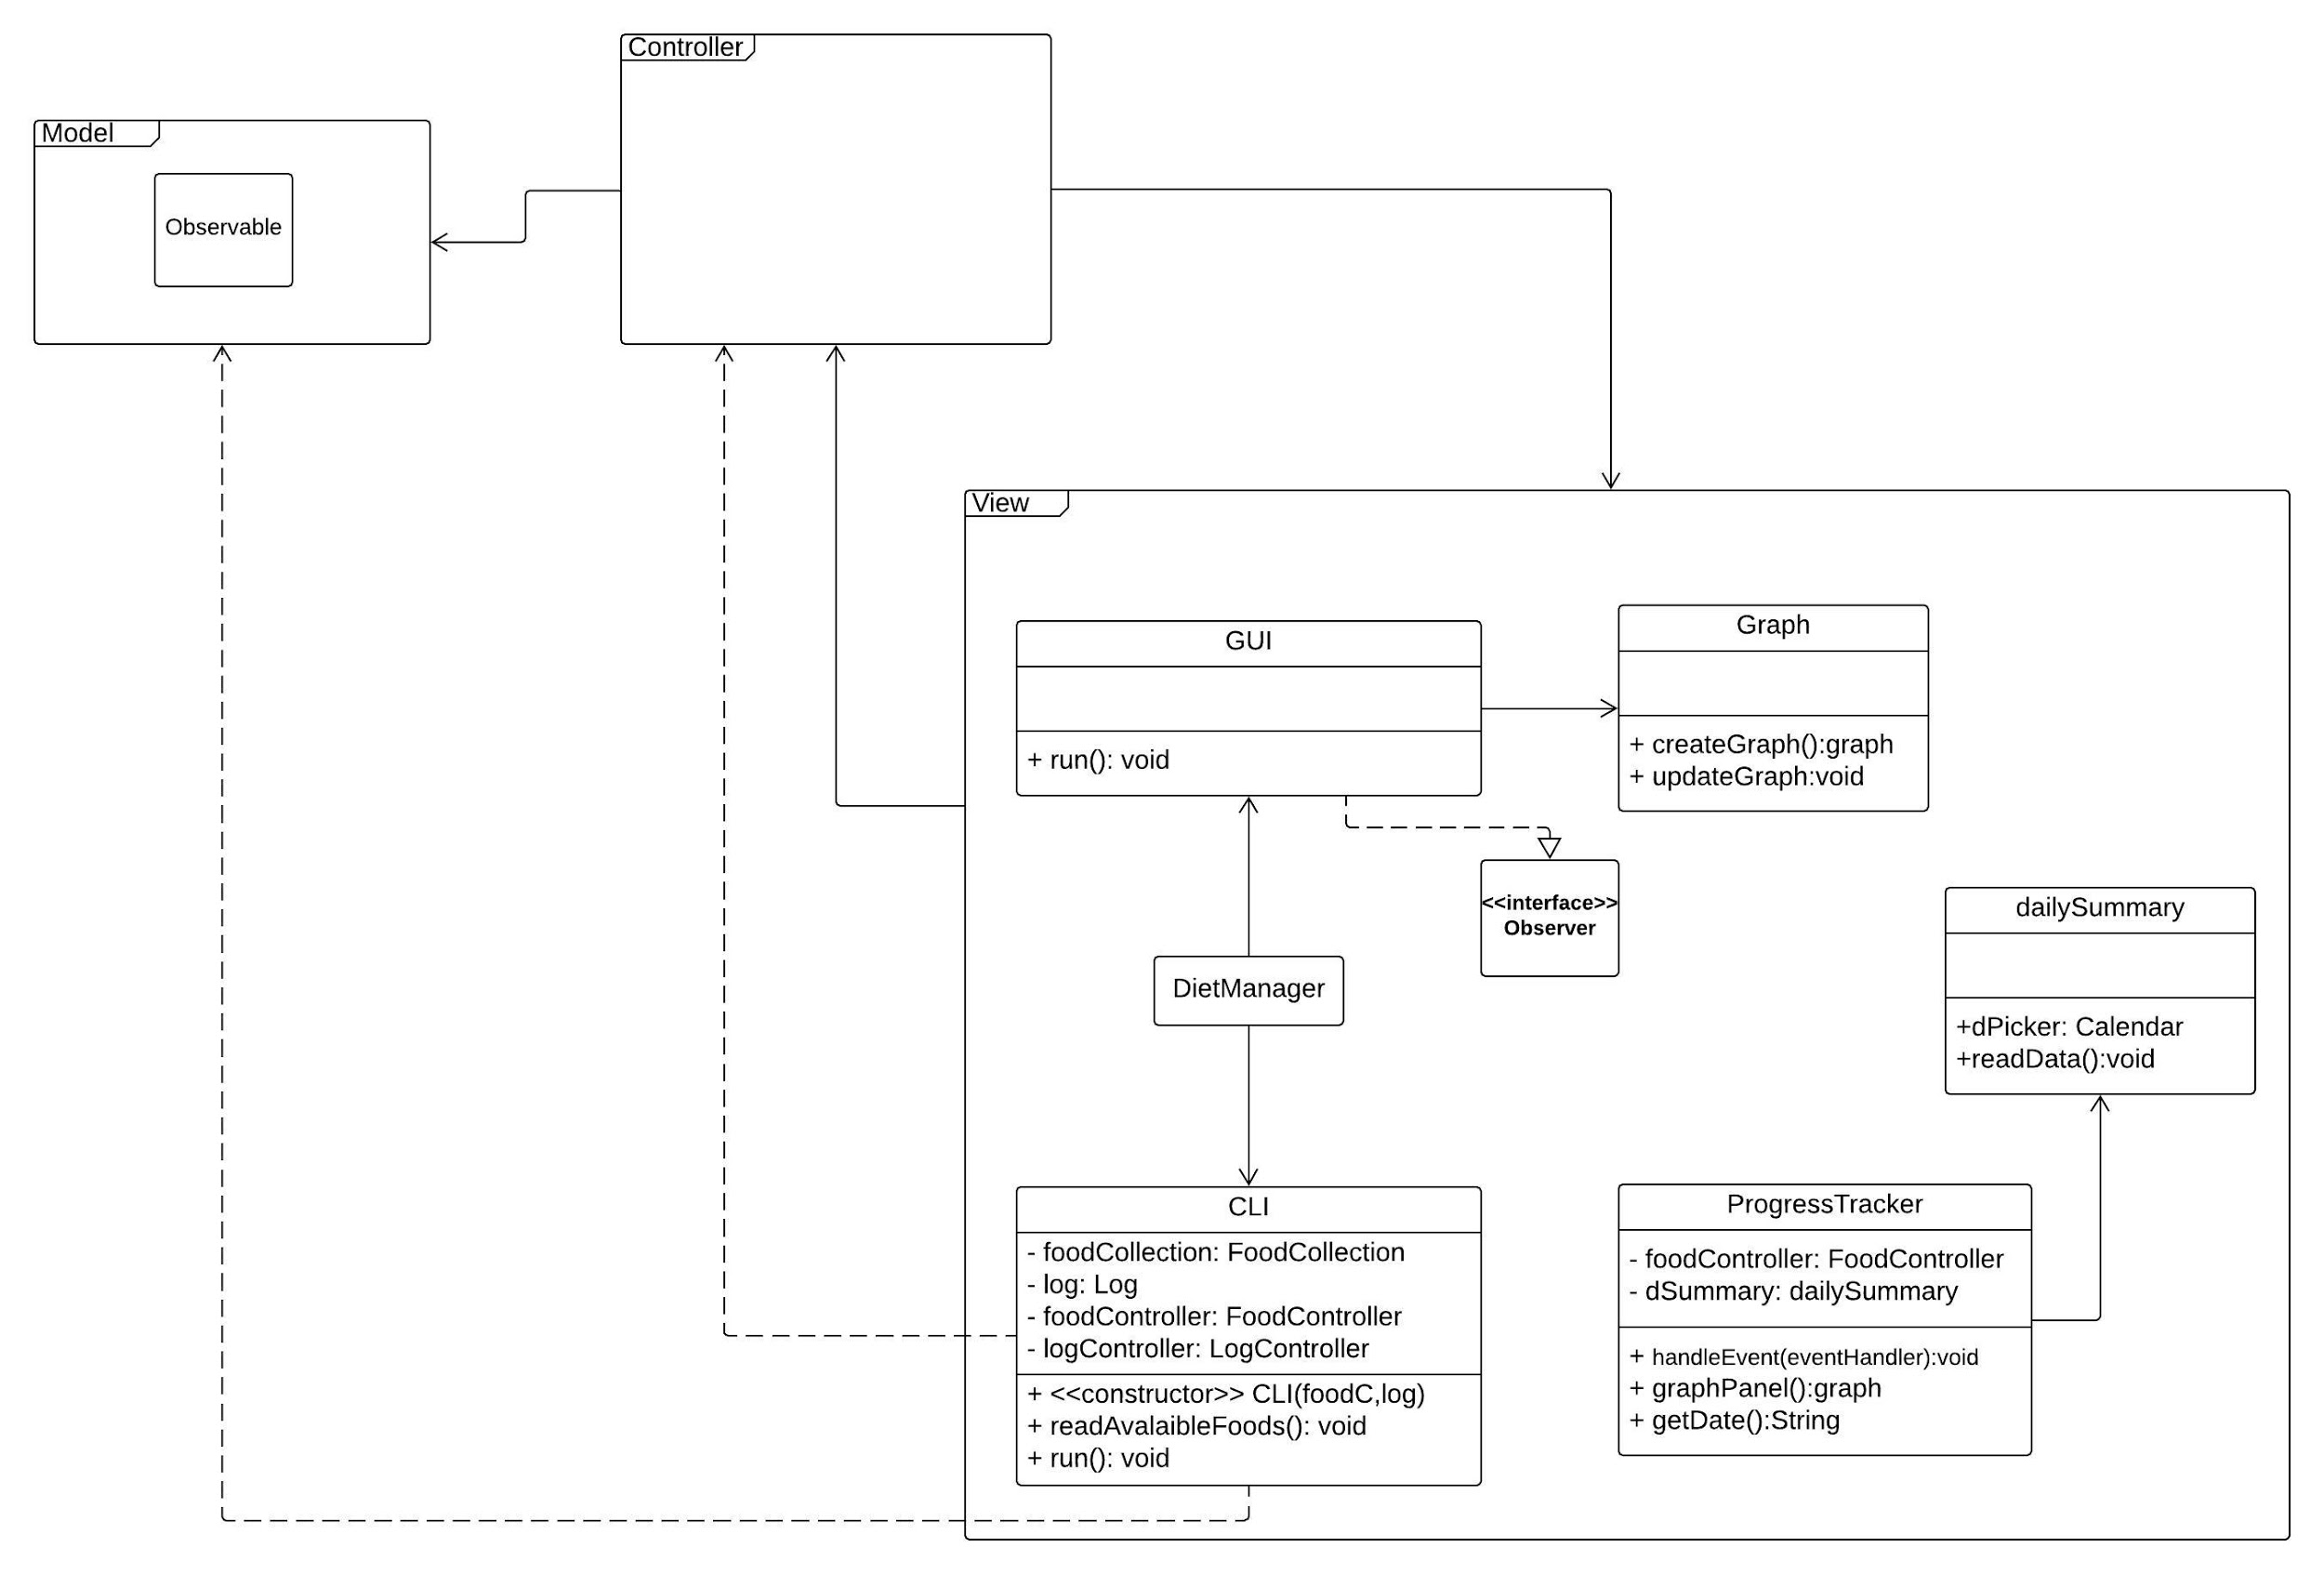 Controller
Model
Observable
View
GUI
+ run(): void
Graph
+ createGraph():graph
+ updateGraph:void
<<interface>>
Observer
DietManager
dailySummary
+dPicker: Calendar
+readData():void
CLI
- foodCollection: FoodCollection
- log: Log
- foodController: FoodController
- logController: LogController
+ <<constructor>> CLI(foodC,log)
+ readAvalaibleFoods(): void
+ run(): void
ProgressTracker
- foodController: FoodController
- dSummary: dailySummary
+ handleEvent(eventHandler):void
+ graphPanel():graph
+ getDate():String